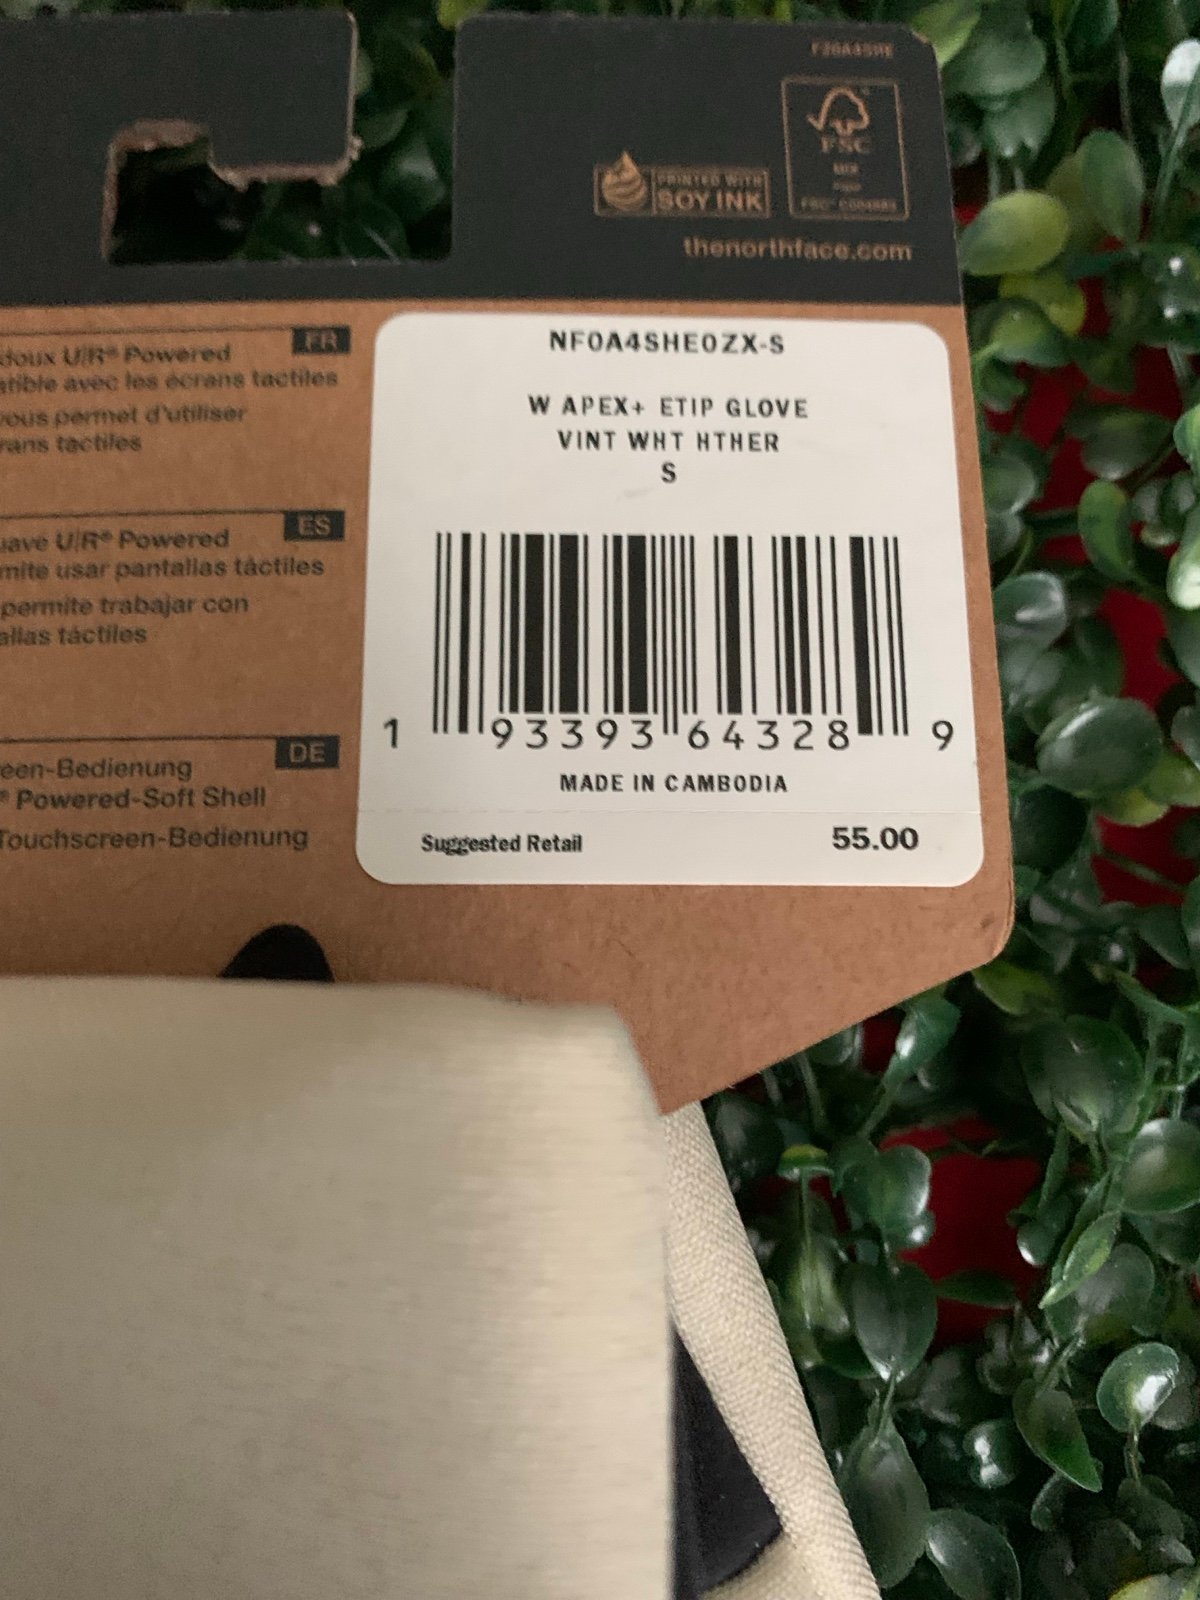 F20A4SHE
FSC
MIX
PRINTED WITH
SOY INK
thenorthface.com
FR
doux U|R® Powered
atible avec les écrans tactiles
vous permet d'utiliser
rans tactiles
ES
uave U|R® Powered
mite usar pantallas táctiles
permite trabajar con
allas táctiles
DE
een-Bedienung
® Powered-Soft Shell
Touchscreen-Bedienung
NF0A4SHE0ZX-S
W APEX+ ETIP GLOVE
VINT WHT HTHER
S
1 93393 64328 9
MADE IN CAMBODIA
Suggested Retail 55.00